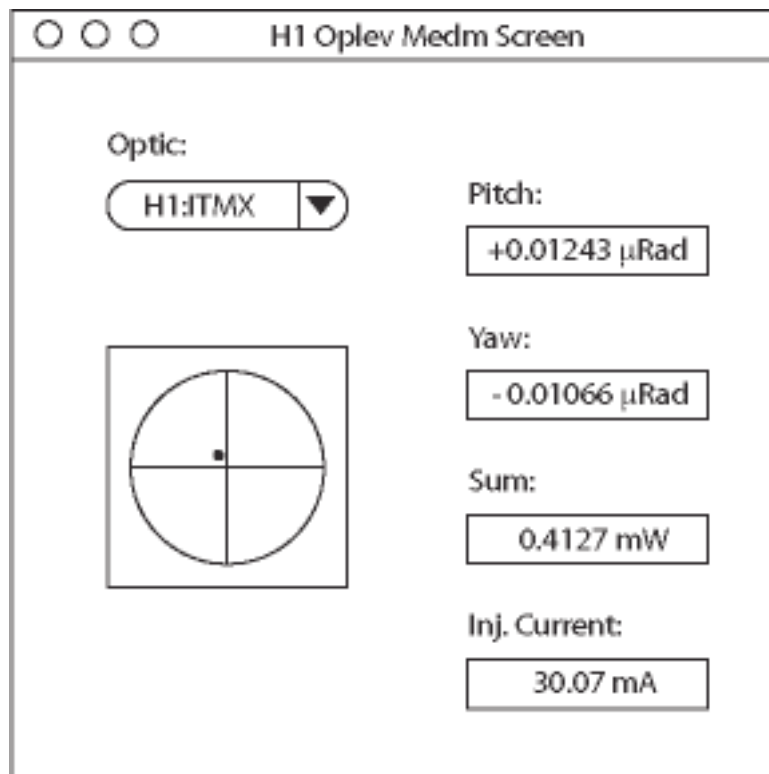 H1 Oplev Medm Screen
Optic:
H1:ITMX
Pitch:
+0.01243 μRad
Yaw:
- 0.01066 μRad
Sum:
0.4127 mW
Inj. Current:
30.07 mA